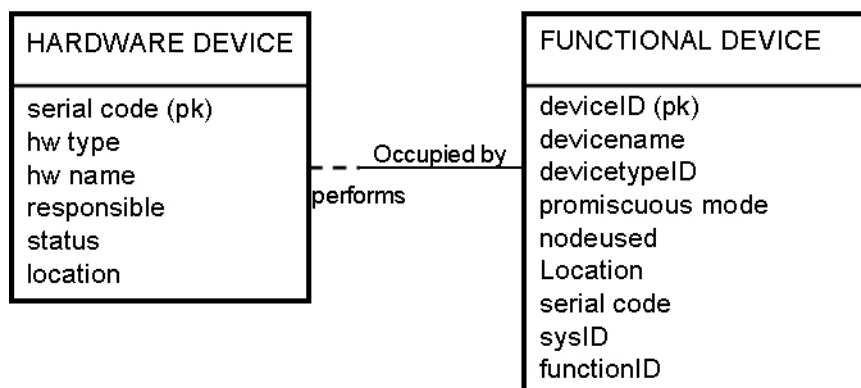 HARDWARE DEVICE
serial code (pk)
hw type
hw name
responsible
status
location
Occupied by
performs
FUNCTIONAL DEVICE
deviceID (pk)
devicename
devicetypeID
promiscuous mode
nodeused
Location
serial code
sysID
functionID